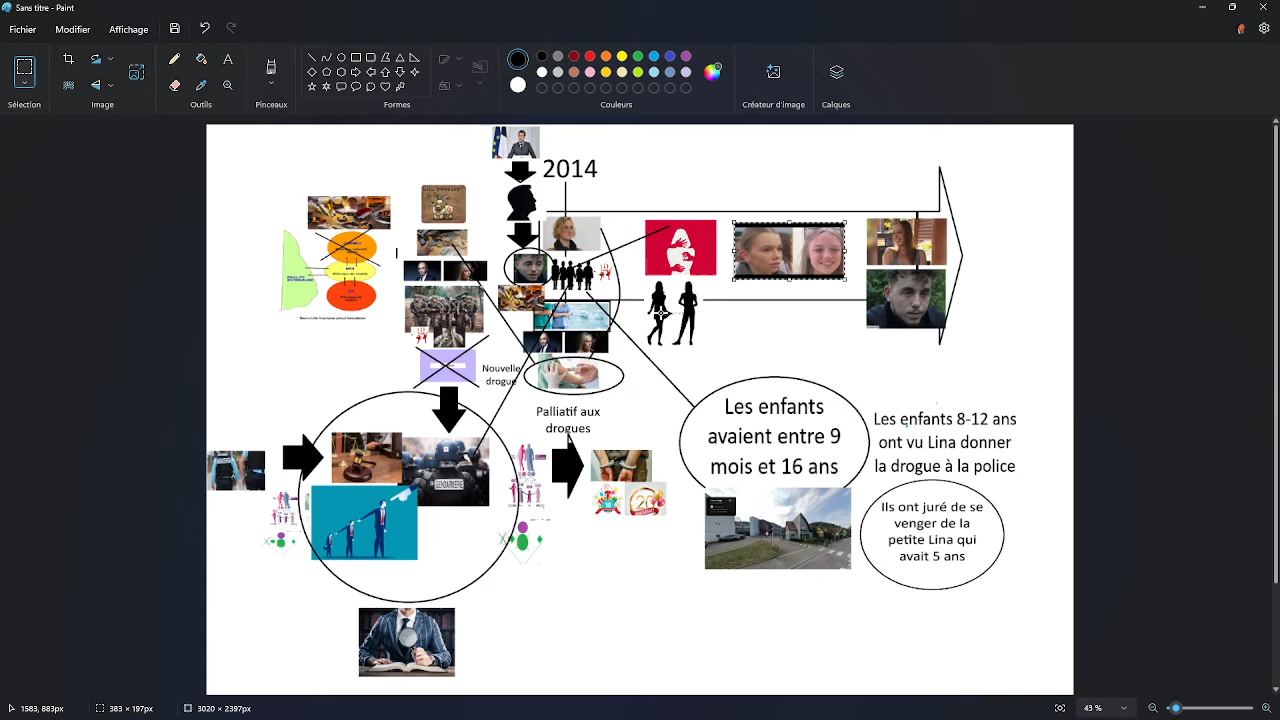 Sans titre - Paint
Fichier Modifier Affichage
Sélection Image Outils Pinceaux Formes Couleurs Créateur d'image Calques
2014
Nouvelle
drogue
Palliatif aux
drogues
GENDARMERIE
Les enfants
avaient entre 9
mois et 16 ans
Les enfants 8-12 ans
ont vu Lina donner
la drogue à la police
Ils ont juré de se
venger de la
petite Lina qui
avait 5 ans
1583, 883px 383 × 197px 3020 × 2397px 43 %